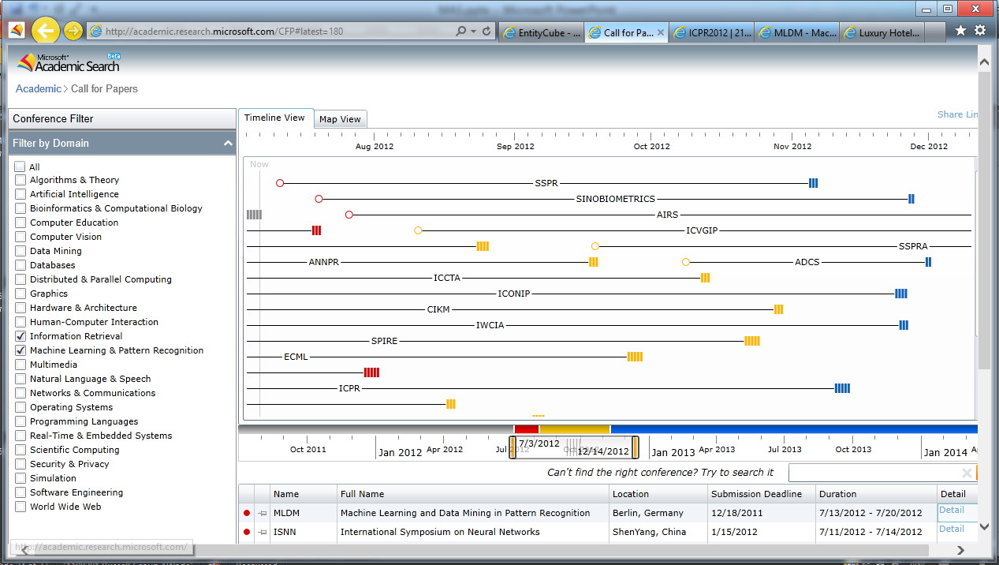 MAS.pptx - Microsoft PowerPoint
http://academic.research.microsoft.com/CFP#latest=180
EntityCube - ...
Call for Pa...
ICPR2012 | 21...
MLDM - Mac...
Luxury Hotel...
Microsoft®
Academic Search
Beta
Academic > Call for Papers
Conference Filter
Filter by Domain
All
Algorithms & Theory
Artificial Intelligence
Bioinformatics & Computational Biology
Computer Education
Computer Vision
Data Mining
Databases
Distributed & Parallel Computing
Graphics
Hardware & Architecture
Human-Computer Interaction
Information Retrieval
Machine Learning & Pattern Recognition
Multimedia
Natural Language & Speech
Networks & Communications
Operating Systems
Programming Languages
Real-Time & Embedded Systems
Scientific Computing
Security & Privacy
Simulation
Software Engineering
World Wide Web
http://academic.research.microsoft.com/
Timeline View
Map View
Share Lin
Aug 2012 Sep 2012 Oct 2012 Nov 2012 Dec 2012
Now
SSPR
SINOBIOMETRICS
AIRS
ICVGIP
SSPRA
ANNPR ADCS
ICCTA
ICONIP
CIKM
IWCIA
SPIRE
ECML
ICPR
7/3/2012
12/14/2012
Oct 2011 Jan 2012 Apr 2012 Jul 2012 Oct 2012 Jan 2013 Apr 2013 Jul 2013 Oct 2013 Jan 2014
Can't find the right conference? Try to search it
Name Full Name Location Submission Deadline Duration Detail
MLDM Machine Learning and Data Mining in Pattern Recognition Berlin, Germany 12/18/2011 7/13/2012 - 7/20/2012 Detail
ISNN International Symposium on Neural Networks ShenYang, China 1/15/2012 7/11/2012 - 7/14/2012 Detail